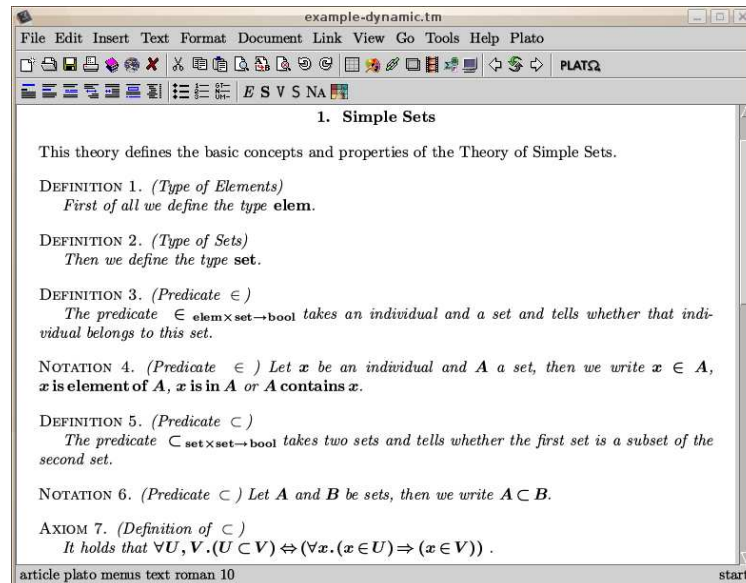 example-dynamic.tm
File Edit Insert Text Format Document Link View Go Tools Help Plato
PLATΩ
E S V S NA
1. Simple Sets
This theory defines the basic concepts and properties of the Theory of Simple Sets.
DEFINITION 1. (Type of Elements)
First of all we define the type elem.
DEFINITION 2. (Type of Sets)
Then we define the type set.
DEFINITION 3. (Predicate ∈ )
The predicate ∈ elem×set→bool takes an individual and a set and tells whether that indi-
vidual belongs to this set.
NOTATION 4. (Predicate ∈ ) Let x be an individual and A a set, then we write x ∈ A,
x is element of A, x is in A or A contains x.
DEFINITION 5. (Predicate ⊂ )
The predicate ⊂ set×set→bool takes two sets and tells whether the first set is a subset of the
second set.
NOTATION 6. (Predicate ⊂ ) Let A and B be sets, then we write A ⊂ B.
AXIOM 7. (Definition of ⊂ )
It holds that ∀U, V.(U ⊂ V) ⇔ (∀x.(x ∈ U) ⇒ (x ∈ V)) .
article plato menus text roman 10 start